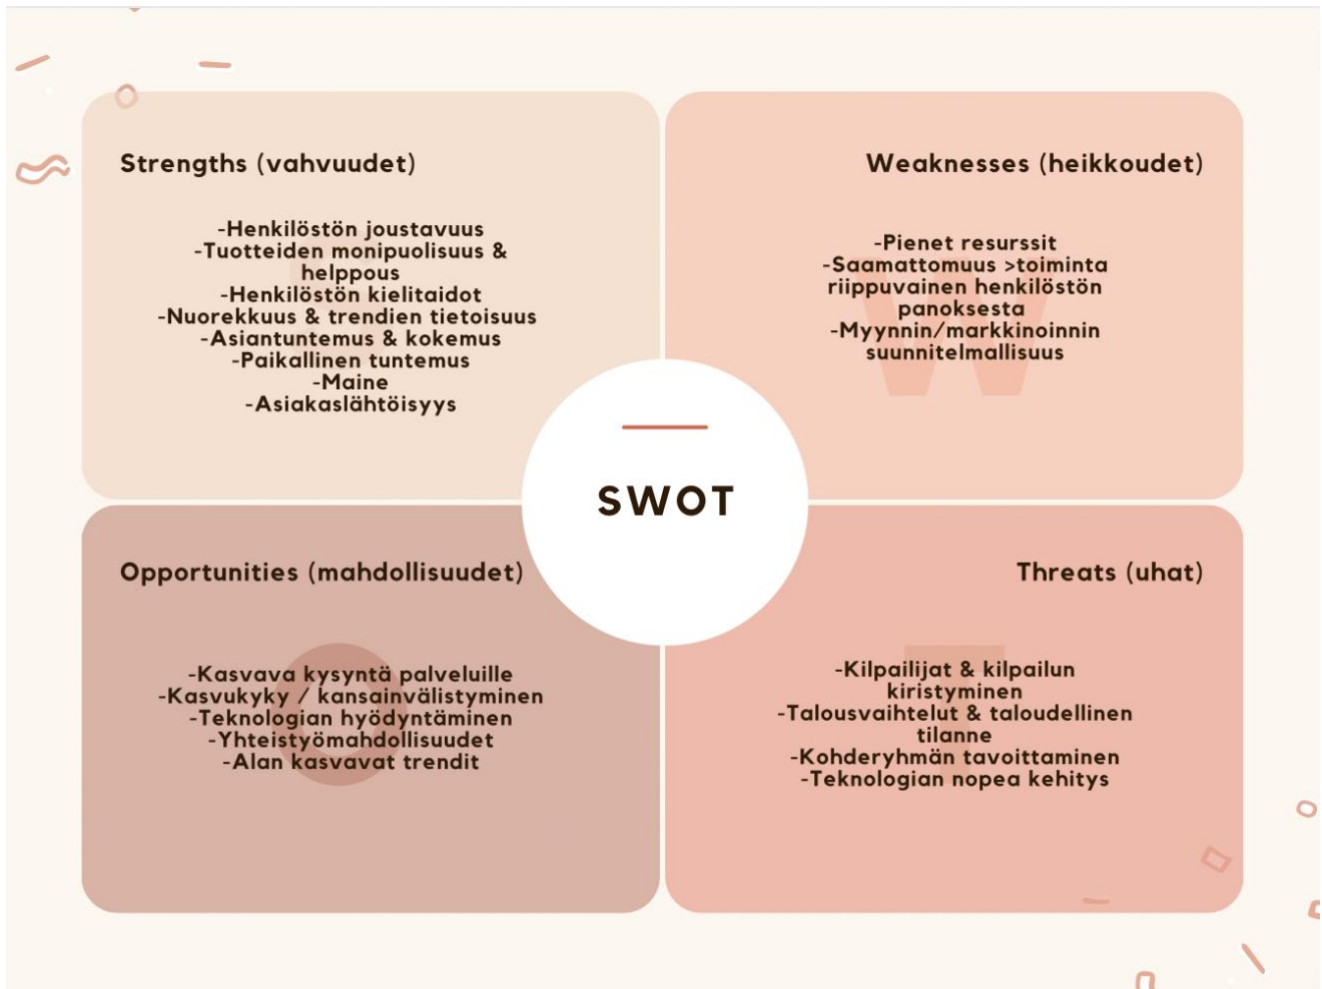 Strengths (vahvuudet)
-Henkilöstön joustavuus
-Tuotteiden monipuolisuus &
helppous
-Henkilöstön kielitaidot
-Nuorekkuus & trendien tietoisuus
-Asiantuntemus & kokemus
-Paikallinen tuntemus
-Maine
-Asiakaslähtöisyys
Weaknesses (heikkoudet)
-Pienet resurssit
-Saamattomuus >toiminta
riippuvainen henkilöstön
panoksesta
-Myynnin/markkinoinnin
suunnitelmallisuus
W
SWOT
Opportunities (mahdollisuudet)
-Kasvava kysyntä palveluille
-Kasvukyky / kansainvälistyminen
-Teknologian hyödyntäminen
-Yhteistyömahdollisuudet
-Alan kasvavat trendit
O
Threats (uhat)
-Kilpailijat & kilpailun
kiristyminen
-Talousvaihtelut & taloudellinen
tilanne
-Kohderyhmän tavoittaminen
-Teknologian nopea kehitys
T